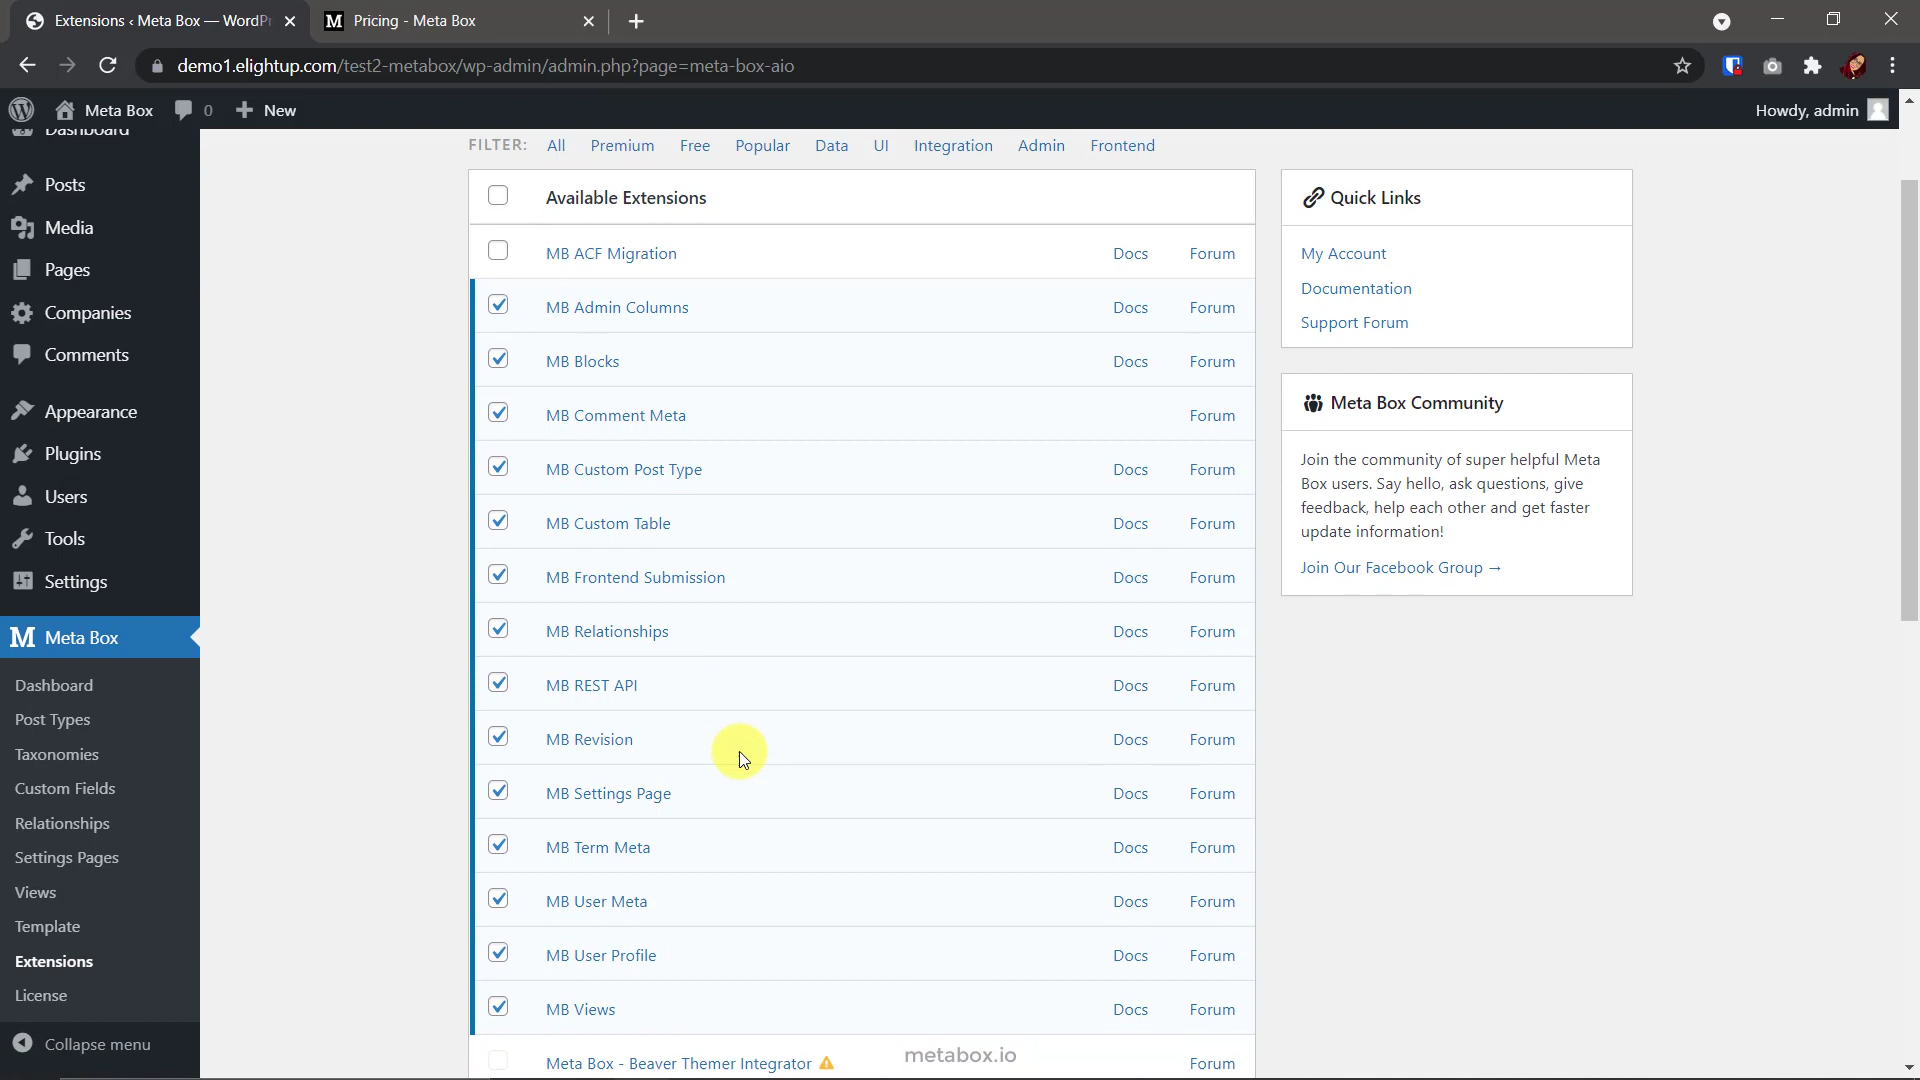 Extensions ‹ Meta Box — WordPr
Pricing - Meta Box
demo1.elightup.com/test2-metabox/wp-admin/admin.php?page=meta-box-aio
Meta Box
0
New
Howdy, admin
Dashboard
Posts
Media
Pages
Companies
Comments
Appearance
Plugins
Users
Tools
Settings
M Meta Box
Dashboard
Post Types
Taxonomies
Custom Fields
Relationships
Settings Pages
Views
Template
Extensions
License
Collapse menu
FILTER: All Premium Free Popular Data UI Integration Admin Frontend
Available Extensions
MB ACF Migration Docs Forum
MB Admin Columns Docs Forum
MB Blocks Docs Forum
MB Comment Meta Forum
MB Custom Post Type Docs Forum
MB Custom Table Docs Forum
MB Frontend Submission Docs Forum
MB Relationships Docs Forum
MB REST API Docs Forum
MB Revision Docs Forum
MB Settings Page Docs Forum
MB Term Meta Docs Forum
MB User Meta Docs Forum
MB User Profile Docs Forum
MB Views Docs Forum
Meta Box - Beaver Themer Integrator Forum
Quick Links
My Account
Documentation
Support Forum
Meta Box Community
Join the community of super helpful Meta
Box users. Say hello, ask questions, give
feedback, help each other and get faster
update information!
Join Our Facebook Group →
metabox.io